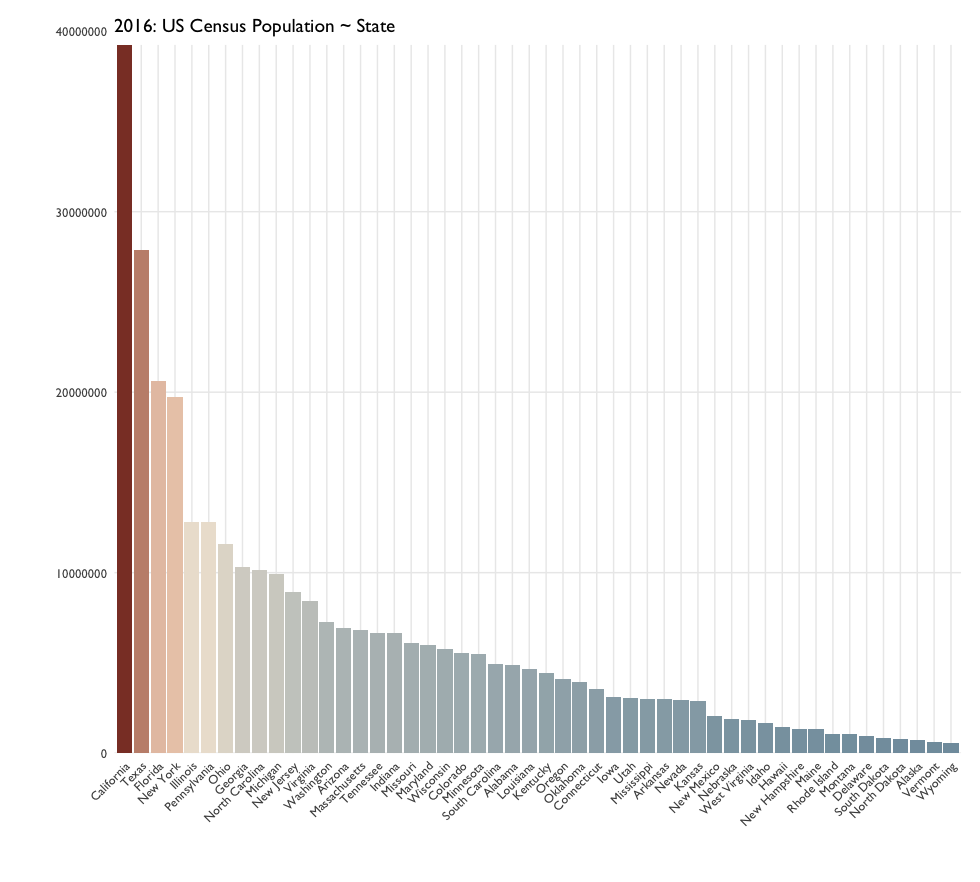 2016: US Census Population ~ State
40000000
30000000
20000000
10000000
0
California
Texas
Florida
New York
Illinois
Pennsylvania
Ohio
Georgia
North Carolina
Michigan
New Jersey
Virginia
Washington
Arizona
Massachusetts
Tennessee
Indiana
Missouri
Maryland
Wisconsin
Colorado
Minnesota
South Carolina
Alabama
Louisiana
Kentucky
Oregon
Oklahoma
Connecticut
Iowa
Utah
Mississippi
Arkansas
Nevada
Kansas
New Mexico
Nebraska
West Virginia
Idaho
Hawaii
New Hampshire
Maine
Rhode Island
Montana
Delaware
South Dakota
North Dakota
Alaska
Vermont
Wyoming